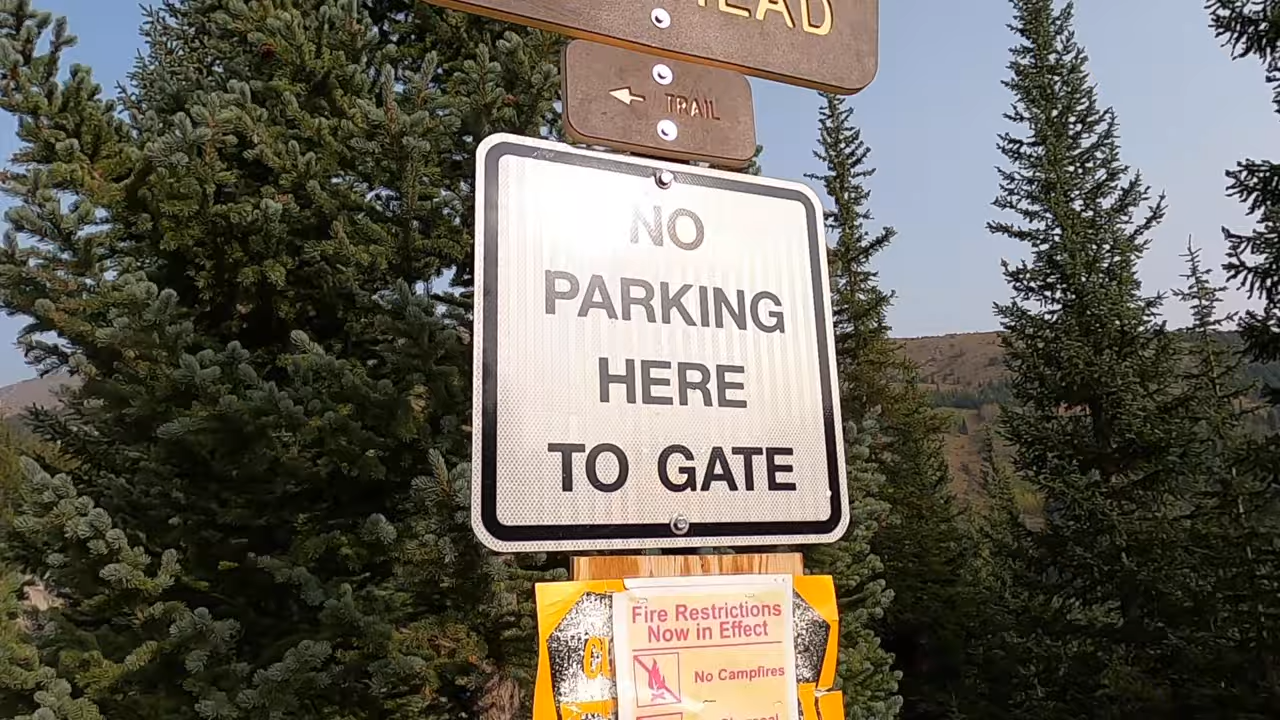 TRAIL
NO
PARKING
HERE
TO GATE
Fire Restrictions
Now in Effect
No Campfires